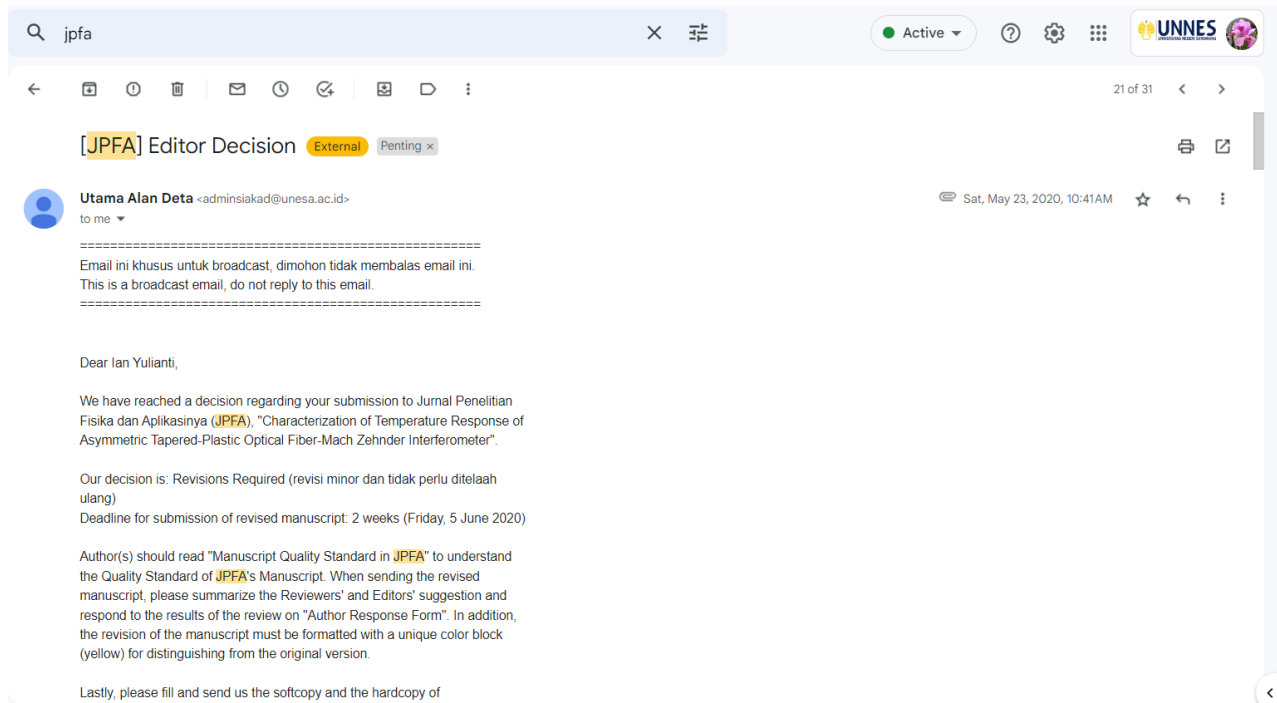 jpfa
Active
UNNES
21 of 31
[JPFA] Editor Decision External Penting ×
Utama Alan Deta <adminsiakad@unesa.ac.id>
Sat, May 23, 2020, 10:41 AM
to me
=====================================================
Email ini khusus untuk broadcast, dimohon tidak membalas email ini.
This is a broadcast email, do not reply to this email.
=====================================================
Dear Ian Yulianti,
We have reached a decision regarding your submission to Jurnal Penelitian
Fisika dan Aplikasinya (JPFA), "Characterization of Temperature Response of
Asymmetric Tapered-Plastic Optical Fiber-Mach Zehnder Interferometer".
Our decision is: Revisions Required (revisi minor dan tidak perlu ditelaah
ulang)
Deadline for submission of revised manuscript: 2 weeks (Friday, 5 June 2020)
Author(s) should read "Manuscript Quality Standard in JPFA" to understand
the Quality Standard of JPFA's Manuscript. When sending the revised
manuscript, please summarize the Reviewers' and Editors' suggestion and
respond to the results of the review on "Author Response Form". In addition,
the revision of the manuscript must be formatted with a unique color block
(yellow) for distinguishing from the original version.
Lastly, please fill and send us the softcopy and the hardcopy of